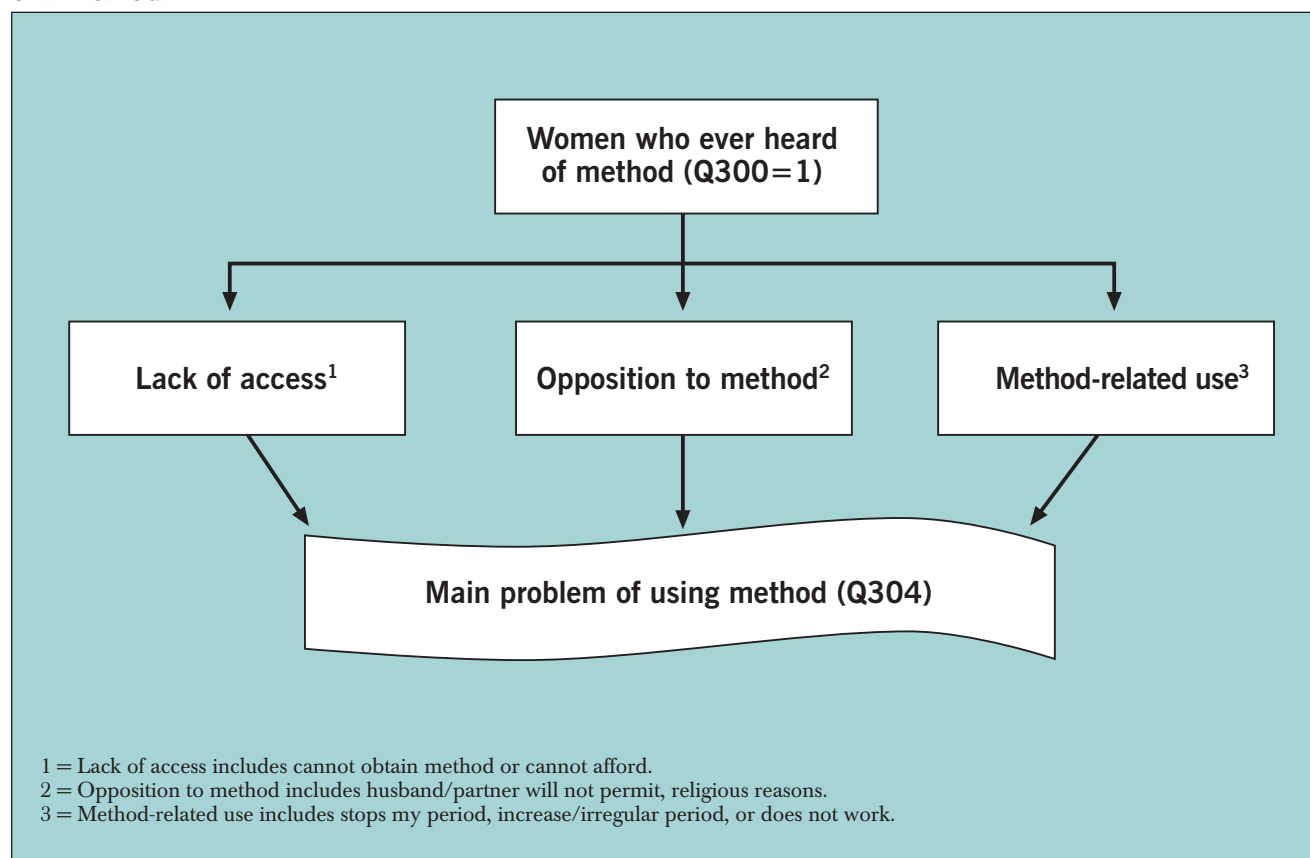 Women who ever heard
of method (Q300=1)
Lack of access1
Opposition to method2
Method-related use3
Main problem of using method (Q304)
1 = Lack of access includes cannot obtain method or cannot afford.
2 = Opposition to method includes husband/partner will not permit, religious reasons.
3 = Method-related use includes stops my period, increase/irregular period, or does not work.